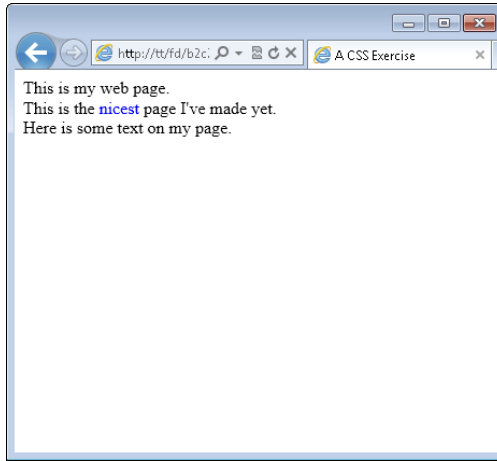 http://tt/fd/b2c.
A CSS Exercise
This is my web page.
This is the nicest page I've made yet.
Here is some text on my page.